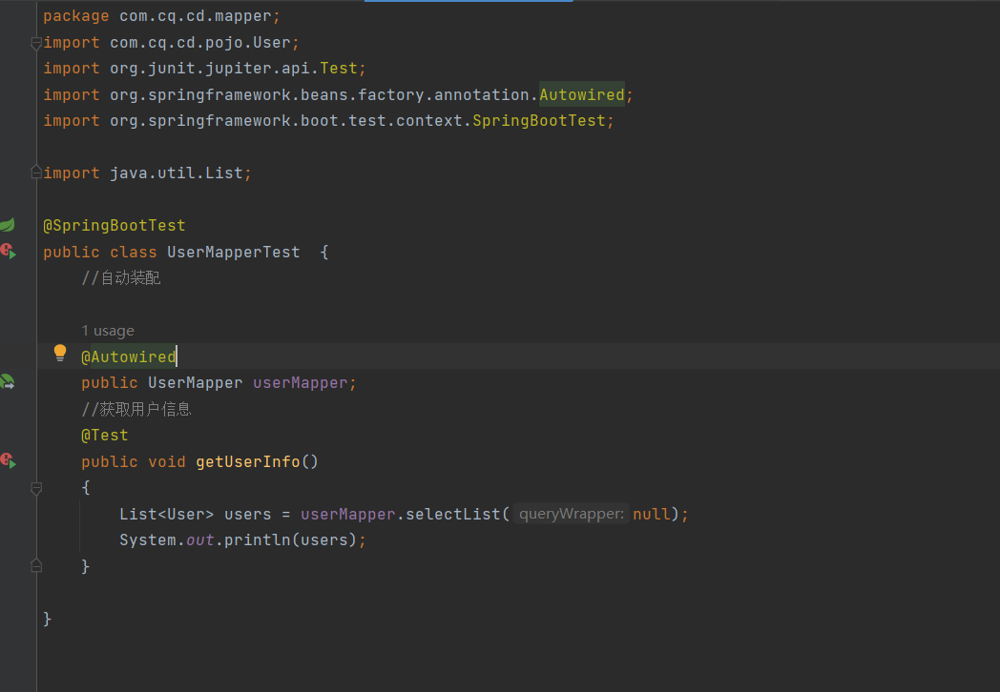 package com.cq.cd.mapper;
import com.cq.cd.pojo.User;
import org.junit.jupiter.api.Test;
import org.springframework.beans.factory.annotation.Autowired;
import org.springframework.boot.test.context.SpringBootTest;
import java.util.List;
@SpringBootTest
public class UserMapperTest  {
//自动装配
1 usage
@Autowired
public UserMapper userMapper;
//获取用户信息
@Test
public void getUserInfo()
{
List<User> users = userMapper.selectList( queryWrapper: null);
System.out.println(users);
}
}